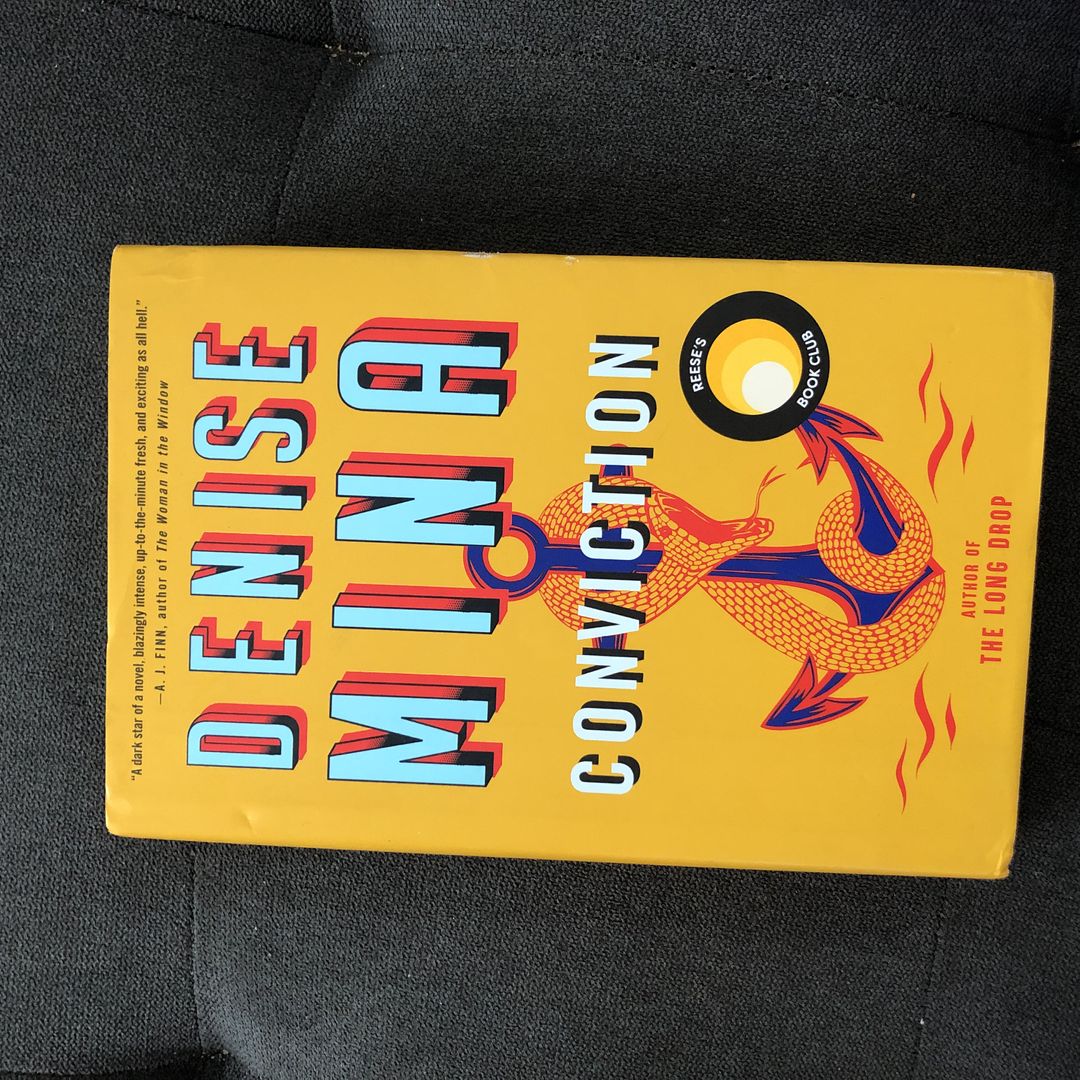 “A dark star of a novel, blazingly intense, up-to-the-minute fresh, and exciting as all hell.”
—A. J. FINN, author of The Woman in the Window
DENISE
MINA
CONVICTION
REESE'S
BOOK CLUB
AUTHOR OF
THE LONG DROP